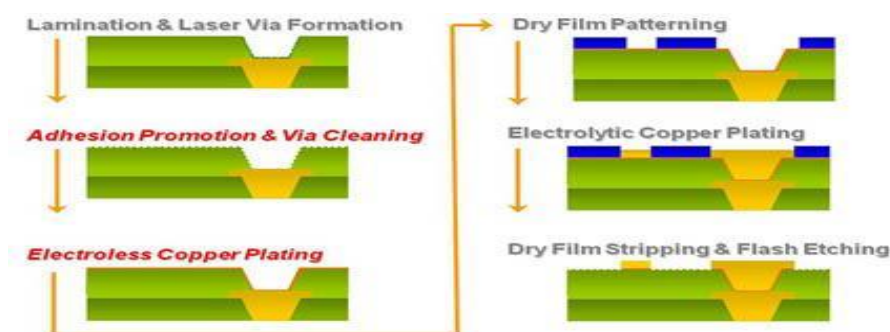 Lamination & Laser Via Formation
Adhesion Promotion & Via Cleaning
Electroless Copper Plating
Dry Film Patterning
Electrolytic Copper Plating
Dry Film Stripping & Flash Etching